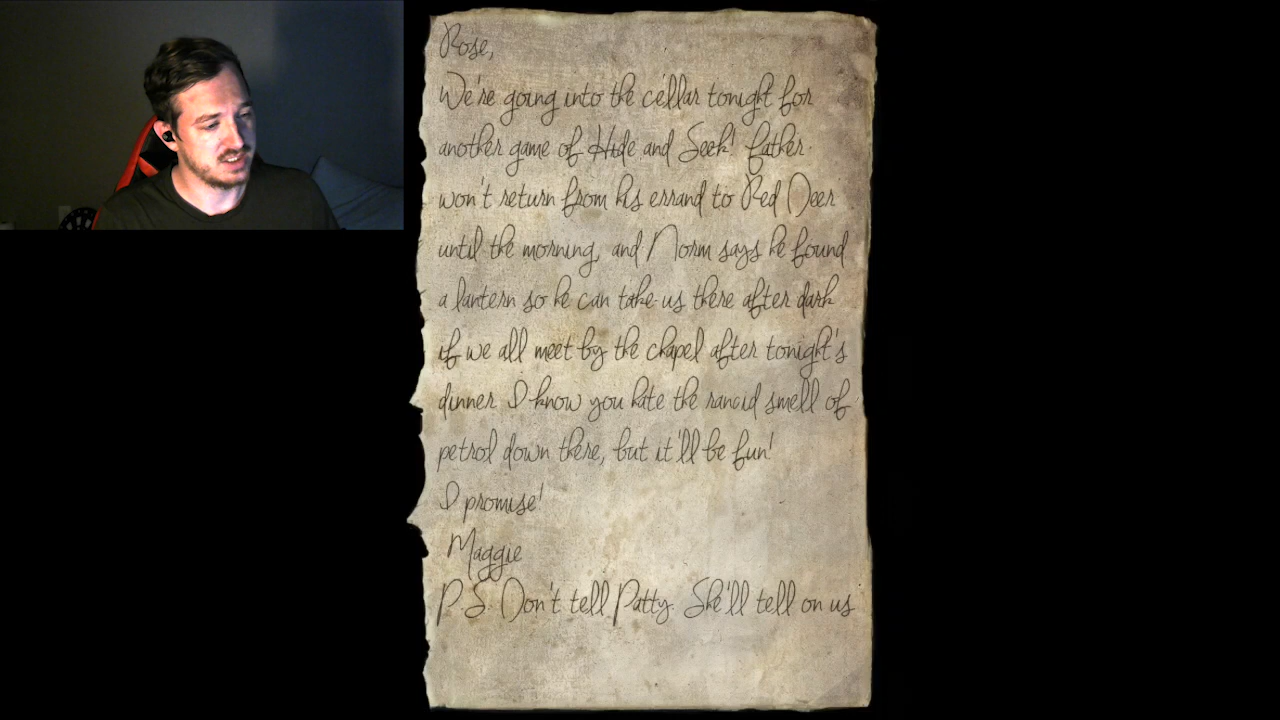 Rose,
We're going into the cellar tonight for
another game of Hide and Seek! Father
won't return from his errand to Red Deer
until the morning, and Norm says he found
a lantern so he can take us there after dark
if we all meet by the chapel after tonight's
dinner. I know you hate the rancid smell of
petrol down there, but it'll be fun!
I promise!
Maggie
P.S. Don't tell Patty. She'll tell on us